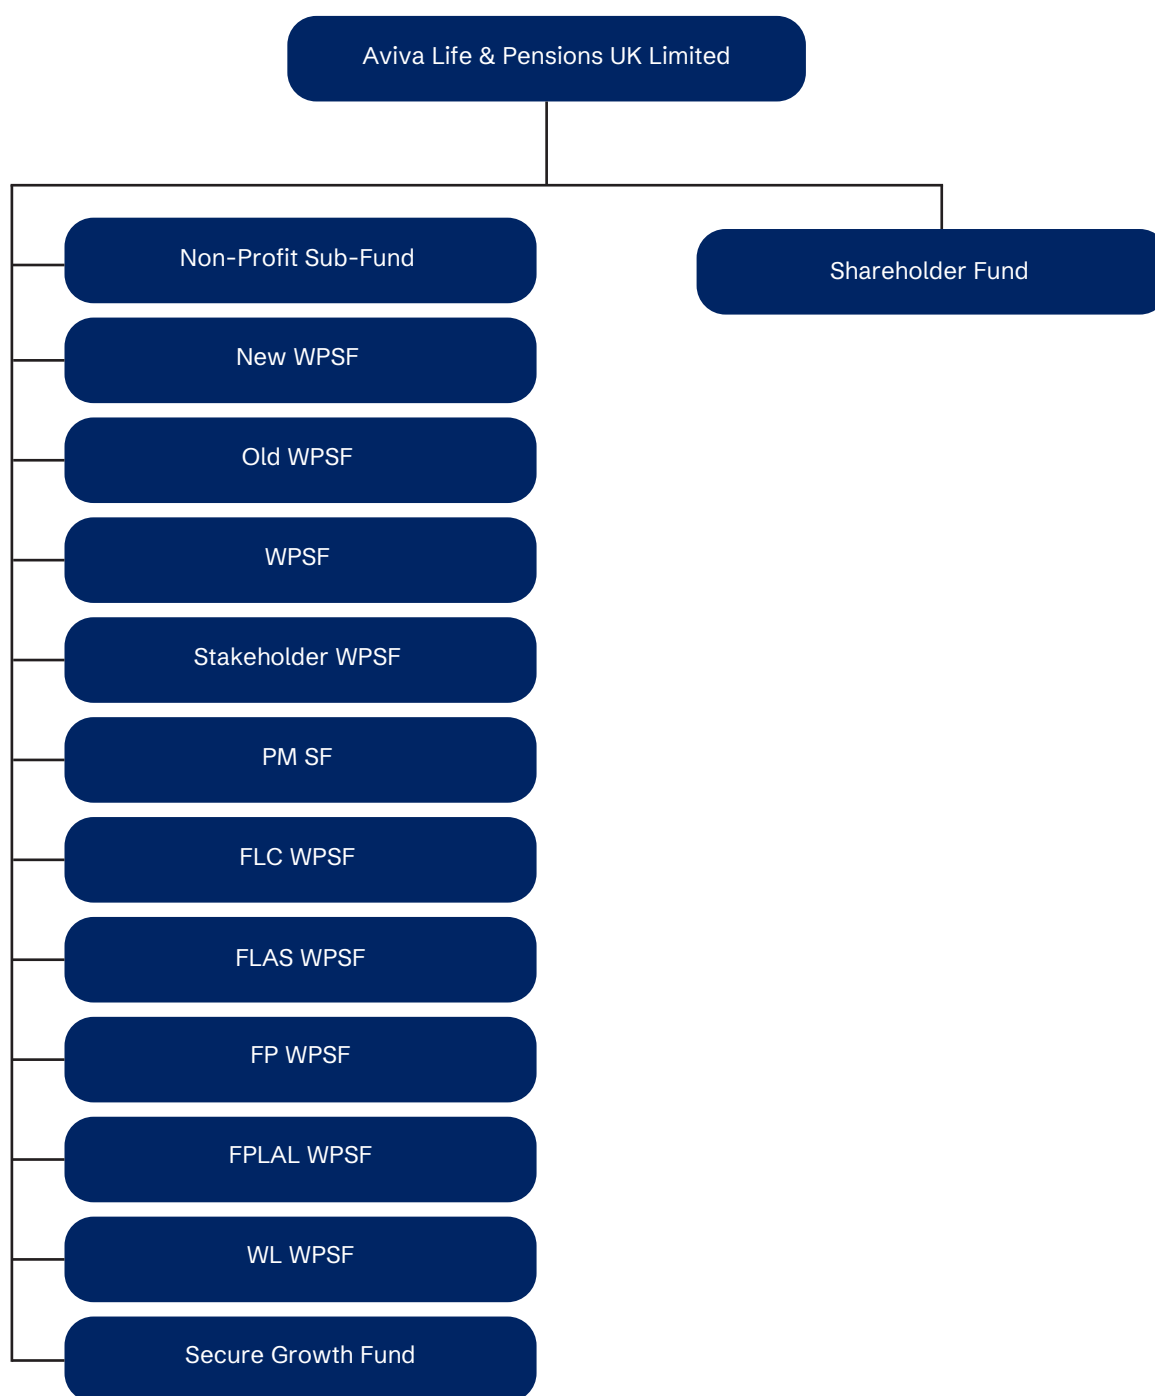 Aviva Life & Pensions UK Limited
Non-Profit Sub-Fund
Shareholder Fund
New WPSF
Old WPSF
WPSF
Stakeholder WPSF
PM SF
FLC WPSF
FLAS WPSF
FP WPSF
FPLAL WPSF
WL WPSF
Secure Growth Fund